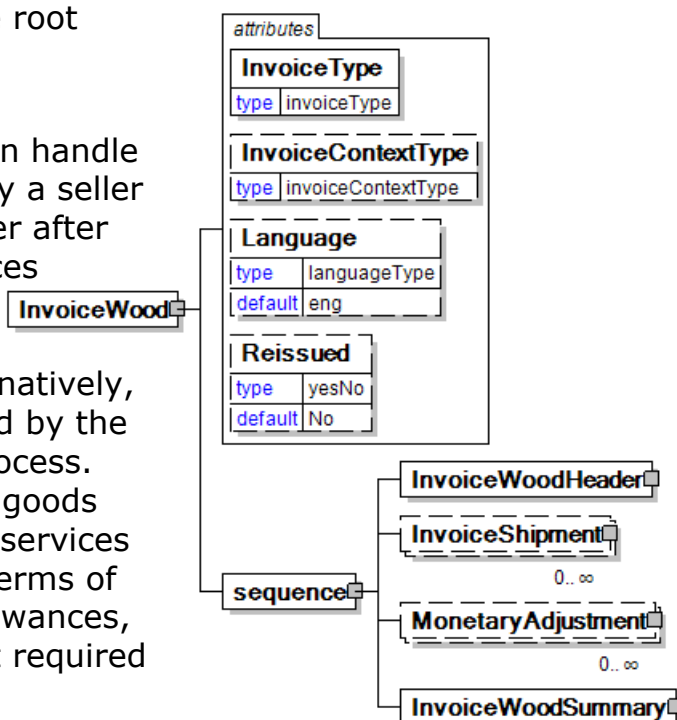 root
n handle
y a seller
er after
ces
natively,
d by the
ocess.
goods
services
erms of
owances,
t required
InvoiceWood
attributes
InvoiceType
type invoiceType
InvoiceContextType
type invoiceContextType
Language
type languageType
default eng
Reissued
type yesNo
default No
sequence
InvoiceWoodHeader
InvoiceShipment
0.. ∞
MonetaryAdjustment
0.. ∞
InvoiceWoodSummary